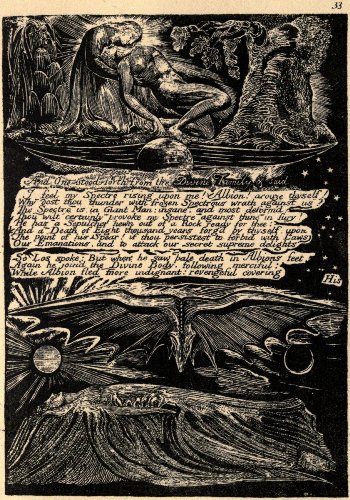 33
And One stood forth from the Divine Family & said
I feel my Spectre rising upon me! Albion! arouze thyself!
Why dost thou thunder with frozen Spectrous wrath against us?
The Spectre is, in Giant Man; insane, and most deform'd.
Thou wilt certainly provoke my Spectre against thine in fury!
He has a Sepulcher hewn out of a Rock ready for thee:
And a Death of Eight thousand years forgd by thyself, upon
The point of his Spear! if thou persistest to forbid with Laws
Our Emanations, and to attack our secret supreme delights
So Los spoke: But when he saw pale death in Albions feet,
Again he joind the Divine Body, following merciful;
While Albion fled more indignant! revengeful covering
His